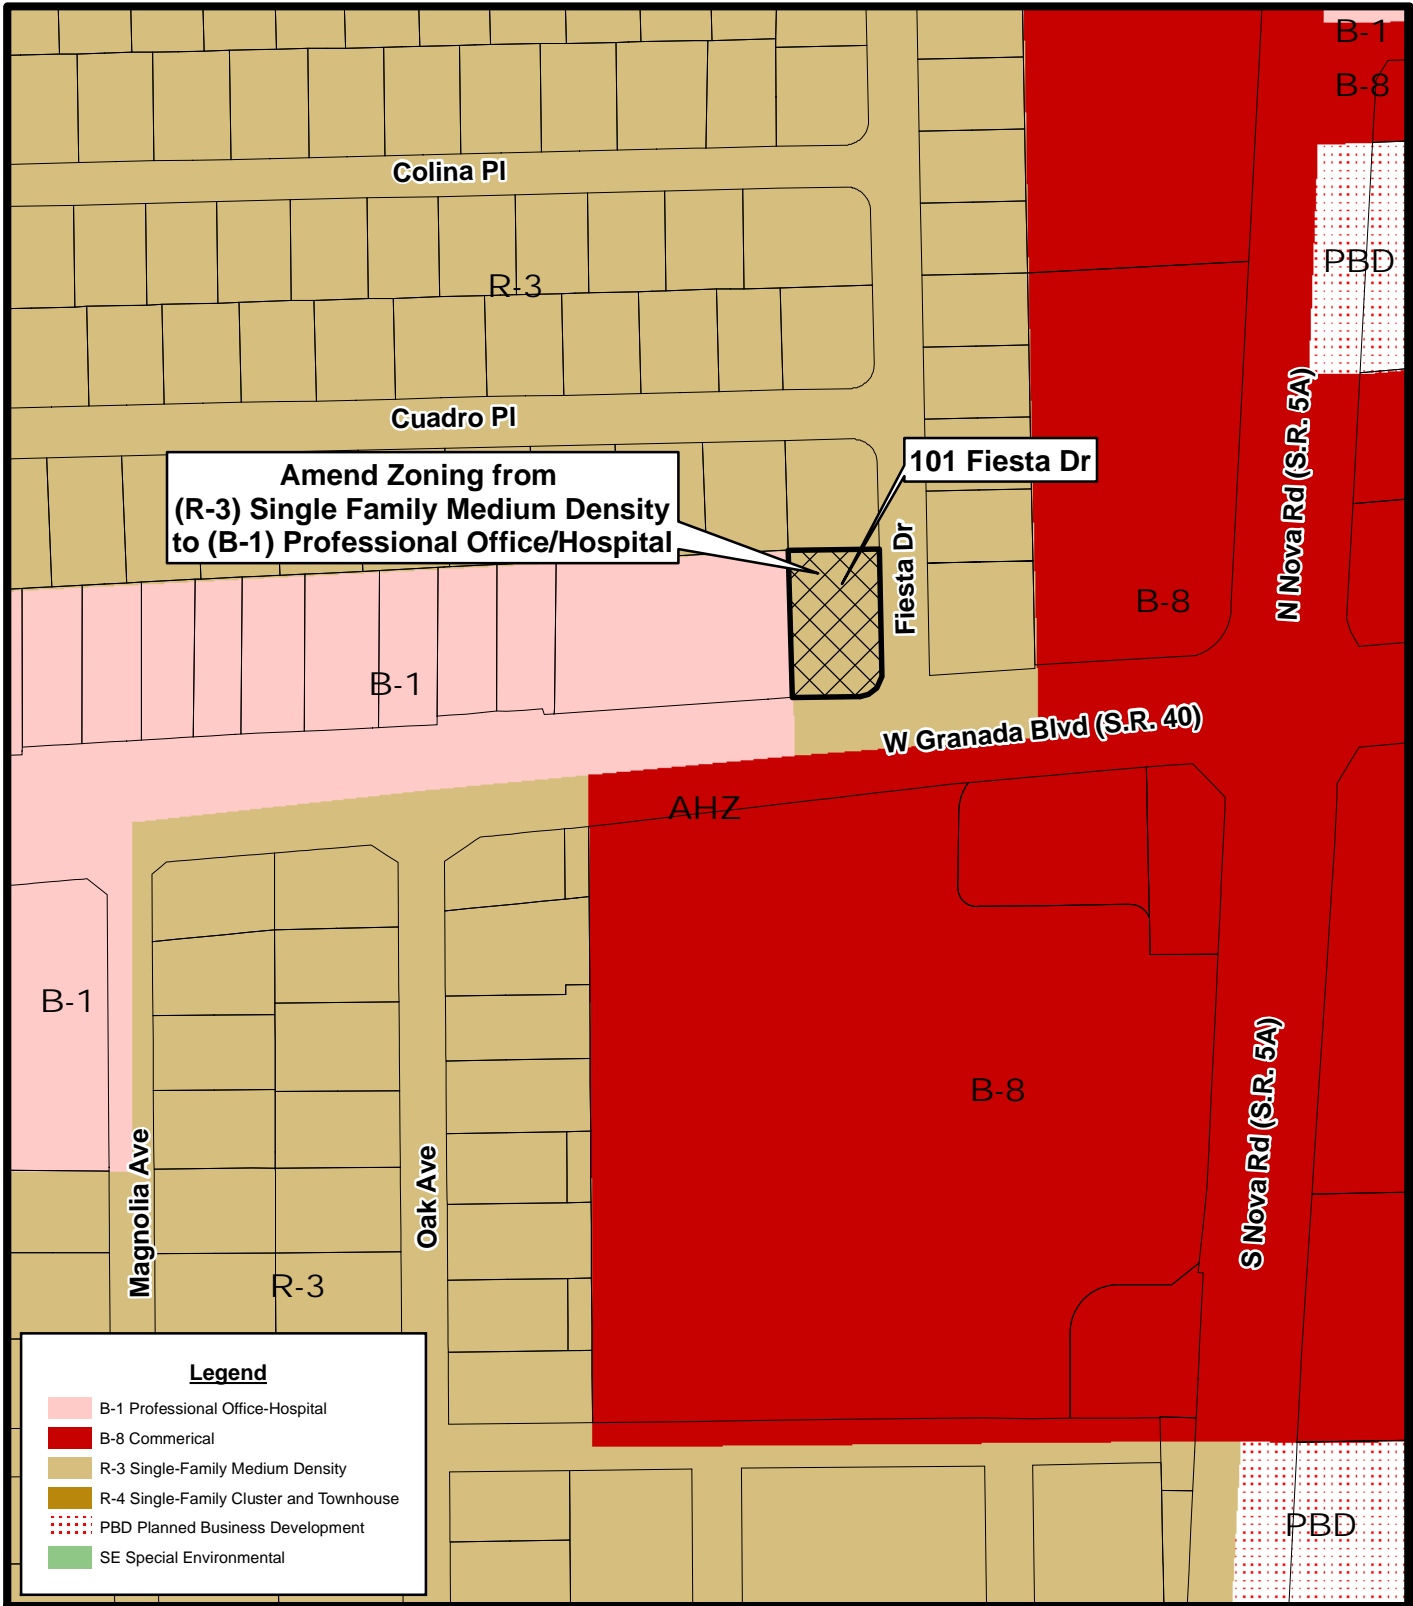 B-1
B-8
Colina Pl
PBD
R-3
Cuadro Pl
N Nova Rd (S.R. 5A)
101 Fiesta Dr
Amend Zoning from
(R-3) Single Family Medium Density
to (B-1) Professional Office/Hospital
Fiesta Dr
B-8
B-1
W Granada Blvd (S.R. 40)
AHZ
B-1
B-8
S Nova Rd (S.R. 5A)
Magnolia Ave
Oak Ave
R-3
Legend
B-1 Professional Office-Hospital
B-8 Commerical
R-3 Single-Family Medium Density
R-4 Single-Family Cluster and Townhouse
PBD Planned Business Development
SE Special Environmental
PBD